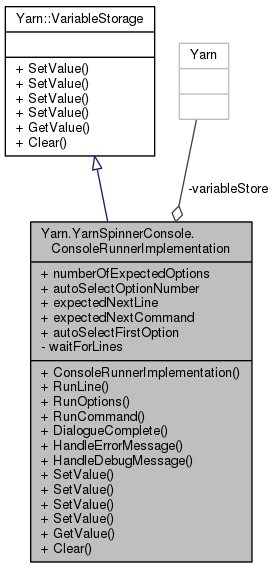 Yarn::VariableStorage
+ SetValue()
+ SetValue()
+ SetValue()
+ SetValue()
+ GetValue()
+ Clear()
Yarn
-variableStore
Yarn.YarnSpinnerConsole.
ConsoleRunnerImplementation
+ numberOfExpectedOptions
+ autoSelectOptionNumber
+ expectedNextLine
+ expectedNextCommand
+ autoSelectFirstOption
- waitForLines
+ ConsoleRunnerImplementation()
+ RunLine()
+ RunOptions()
+ RunCommand()
+ DialogueComplete()
+ HandleErrorMessage()
+ HandleDebugMessage()
+ SetValue()
+ SetValue()
+ SetValue()
+ SetValue()
+ GetValue()
+ Clear()